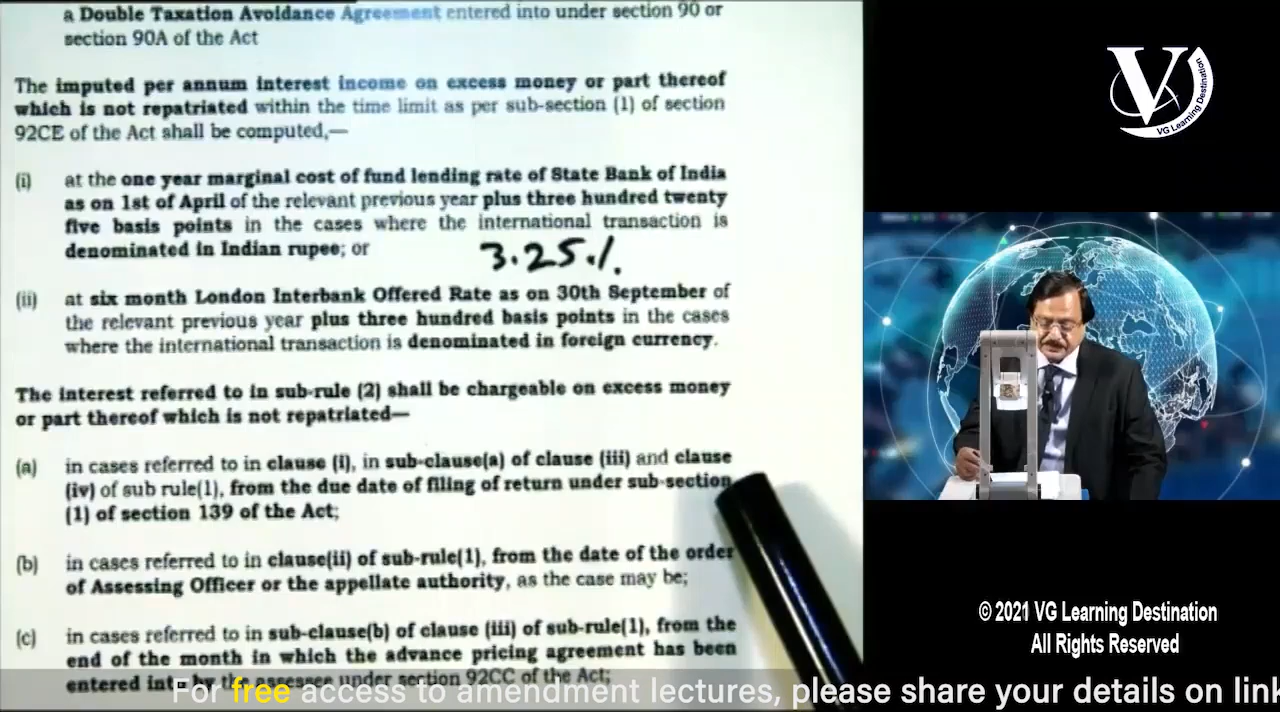 a Double Taxation Avoidance Agreement entered into under section 90 or
section 90A of the Act
The imputed per annum interest income on excess money or part thereof
which is not repatriated within the time limit as per sub-section (1) of section
92CE of the Act shall be computed,—
(i) at the one year marginal cost of fund lending rate of State Bank of India
as on 1st of April of the relevant previous year plus three hundred twenty
five basis points in the cases where the international transaction is
denominated in Indian rupee; or
3.25%
(ii) at six month London Interbank Offered Rate as on 30th September of
the relevant previous year plus three hundred basis points in the cases
where the international transaction is denominated in foreign currency.
The interest referred to in sub-rule (2) shall be chargeable on excess money
or part thereof which is not repatriated—
(a) in cases referred to in clause (i), in sub-clause(a) of clause (iii) and clause
(iv) of sub rule(1), from the due date of filing of return under sub-section
(1) of section 139 of the Act;
(b) in cases referred to in clause(ii) of sub-rule(1), from the date of the order
of Assessing Officer or the appellate authority, as the case may be;
(c) in cases referred to in sub-clause(b) of clause (iii) of sub-rule(1), from the
end of the month in which the advance pricing agreement has been
entered into by the assessee under section 92CC of the Act;
V
VG Learning Destination
© 2021 VG Learning Destination
All Rights Reserved
For free access to amendment lectures, please share your details on link